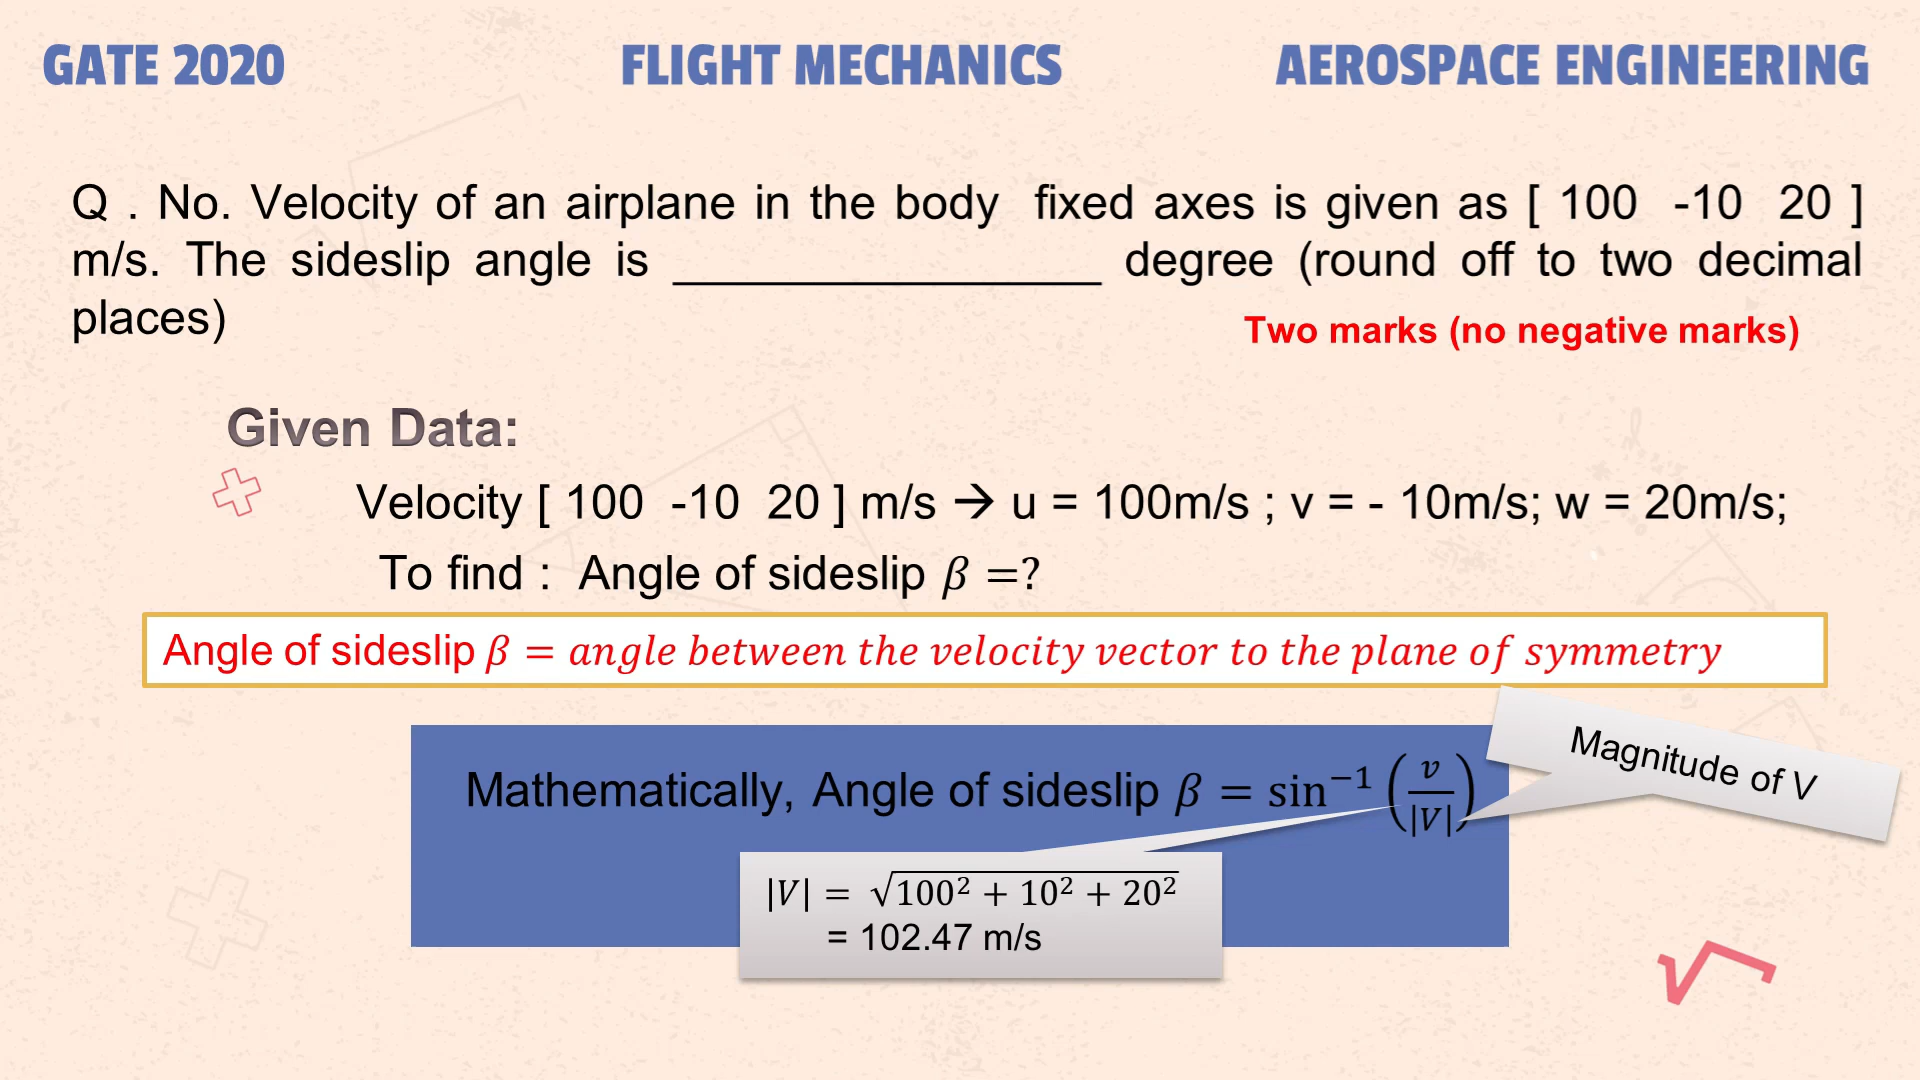 GATE 2020
FLIGHT MECHANICS
AEROSPACE ENGINEERING
Q . No. Velocity of an airplane in the body fixed axes is given as [ 100 -10 20 ]
m/s. The sideslip angle is _________________ degree (round off to two decimal
places)
Two marks (no negative marks)
Given Data:
Velocity [ 100 -10 20 ] m/s → u = 100m/s ; v = - 10m/s; w = 20m/s;
To find : Angle of sideslip β =?
Angle of sideslip β = angle between the velocity vector to the plane of symmetry
Magnitude of V
Mathematically, Angle of sideslip β = sin⁻¹ (v/|V|)
|V| = √(100² + 10² + 20²)
= 102.47 m/s